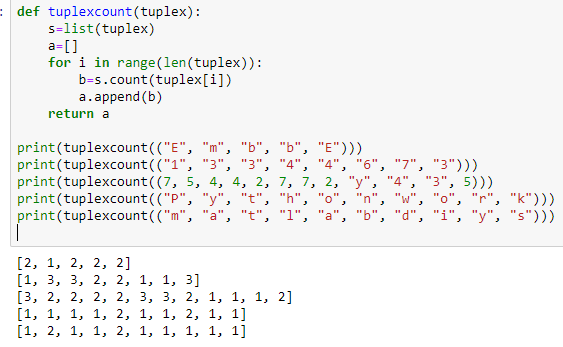 :
def tuplexcount(tuplex):
    s=list(tuplex)
    a=[]
    for i in range(len(tuplex)):
        b=s.count(tuplex[i])
        a.append(b)
    return a

print(tuplexcount(("E", "m", "b", "b", "E")))
print(tuplexcount(("1", "3", "3", "4", "4", "6", "7", "3")))
print(tuplexcount((7, 5, 4, 4, 2, 7, 7, 2, "y", "4", "3", 5)))
print(tuplexcount(("P", "y", "t", "h", "o", "n", "w", "o", "r", "k")))
print(tuplexcount(("m", "a", "t", "l", "a", "b", "d", "i", "y", "s")))

[2, 1, 2, 2, 2]
[1, 3, 3, 2, 2, 1, 1, 3]
[3, 2, 2, 2, 2, 3, 3, 2, 1, 1, 1, 2]
[1, 1, 1, 1, 2, 1, 1, 2, 1, 1]
[1, 2, 1, 1, 2, 1, 1, 1, 1, 1]